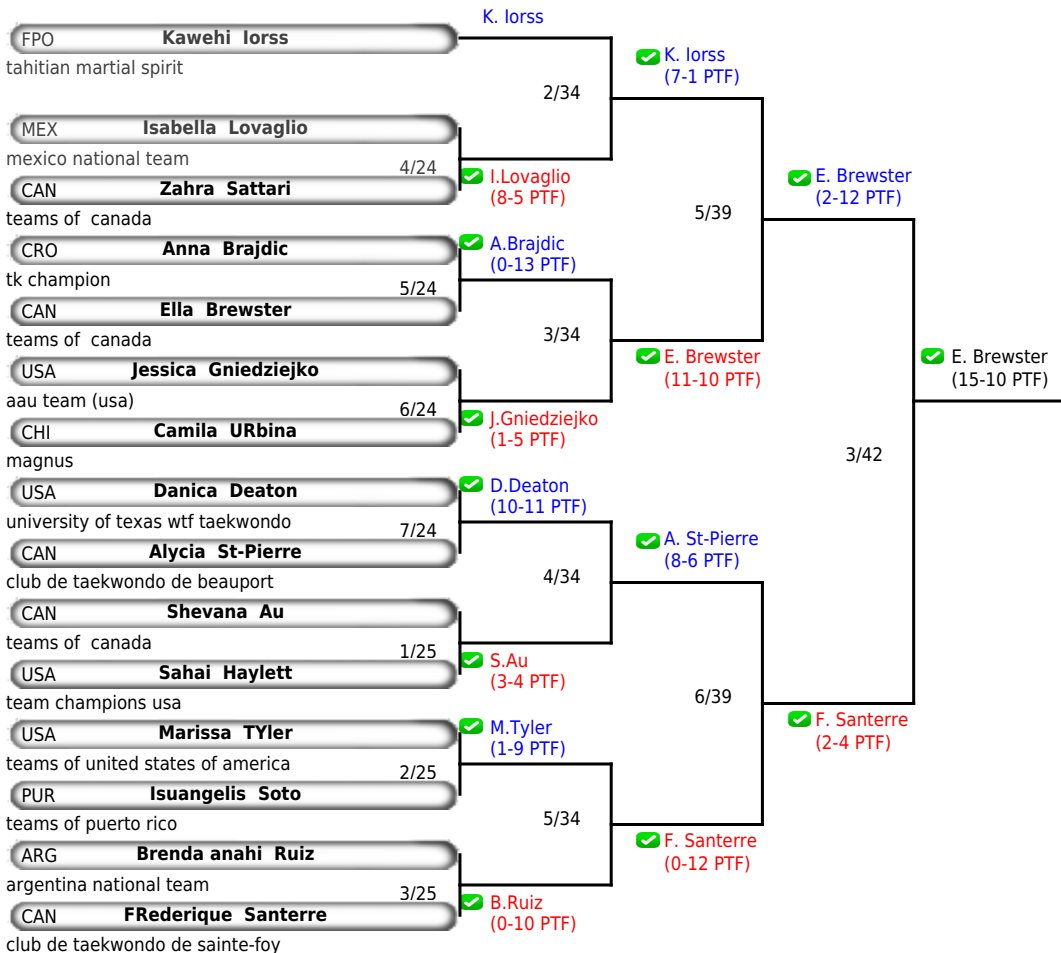 K. Iorss
FPO Kawehi Iorss
tahitian martial spirit
K. Iorss
(7-1 PTF)
2/34
MEX Isabella Lovaglio
mexico national team
4/24
I.Lovaglio
(8-5 PTF)
CAN Zahra Sattari
teams of canada
E. Brewster
(2-12 PTF)
5/39
CRO Anna Brajdic
tk champion
A.Brajdic
(0-13 PTF)
5/24
CAN Ella Brewster
teams of canada
3/34
E. Brewster
(11-10 PTF)
E. Brewster
(15-10 PTF)
USA Jessica Gniedziejko
aau team (usa)
6/24
J.Gniedziejko
(1-5 PTF)
CHI Camila URbina
magnus
3/42
USA Danica Deaton
university of texas wtf taekwondo
D.Deaton
(10-11 PTF)
7/24
CAN Alycia St-Pierre
club de taekwondo de beauport
A. St-Pierre
(8-6 PTF)
4/34
CAN Shevana Au
teams of canada
1/25
S.Au
(3-4 PTF)
USA Sahai Haylett
team champions usa
6/39
F. Santerre
(2-4 PTF)
USA Marissa TYler
teams of united states of america
M.Tyler
(1-9 PTF)
2/25
PUR Isuangelis Soto
teams of puerto rico
5/34
F. Santerre
(0-12 PTF)
ARG Brenda anahi Ruiz
argentina national team
3/25
B.Ruiz
(0-10 PTF)
CAN FRederique Santerre
club de taekwondo de sainte-foy